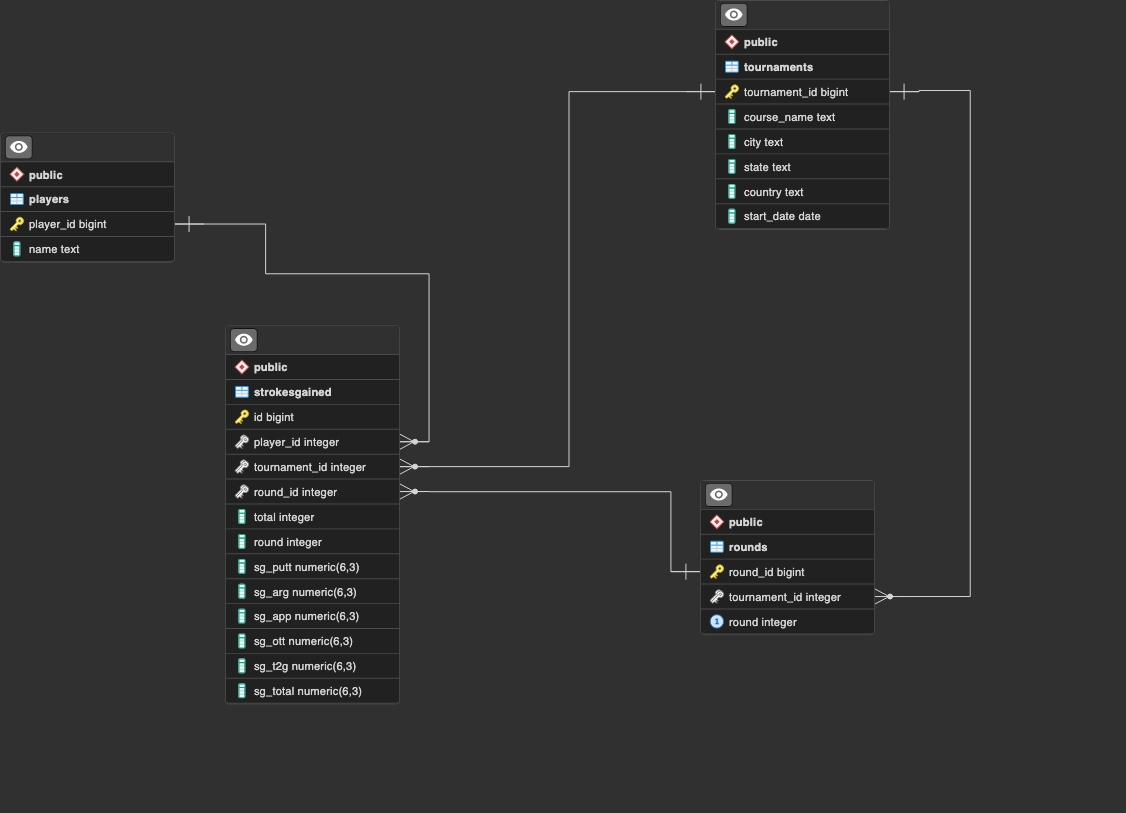 public
tournaments
tournament_id bigint
course_name text
city text
state text
country text
start_date date
public
players
player_id bigint
name text
public
strokesgained
id bigint
player_id integer
tournament_id integer
round_id integer
total integer
round integer
sg_putt numeric(6,3)
sg_arg numeric(6,3)
sg_app numeric(6,3)
sg_ott numeric(6,3)
sg_t2g numeric(6,3)
sg_total numeric(6,3)
public
rounds
round_id bigint
tournament_id integer
1 round integer